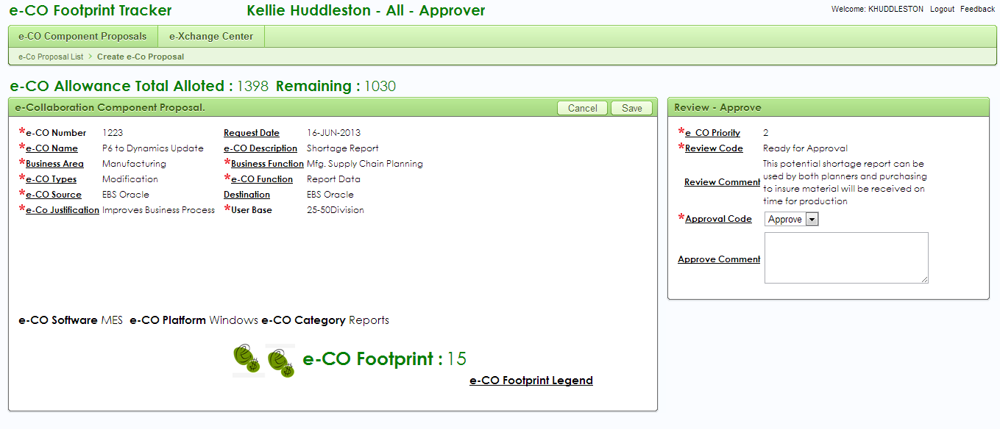 e-CO Footprint Tracker Kellie Huddleston - All - Approver Welcome: KHUDDLESTON Logout Feedback
e-CO Component Proposals e-Xchange Center
e-Co Proposal List > Create e-Co Proposal
e-CO Allowance Total Alloted : 1398 Remaining : 1030
e-Collaboration Component Proposal. Cancel Save
*e-CO Number 1223 Request Date 16-JUN-2013
*e-CO Name P6 to Dynamics Update e-CO Description Shortage Report
*Business Area Manufacturing *Business Function Mfg. Supply Chain Planning
*e-CO Types Modification *e-CO Function Report Data
*e-CO Source EBS Oracle Destination EBS Oracle
*e-Co Justification Improves Business Process *User Base 25-50Division
e-CO Software MES e-CO Platform Windows e-CO Category Reports
e-CO Footprint : 15
e-CO Footprint Legend
Review - Approve
*e_CO Priority 2
*Review Code Ready for Approval
Review Comment This potential shortage report can be
used by both planners and purchasing
to insure material will be received on
time for production
*Approval Code Approve
Approve Comment